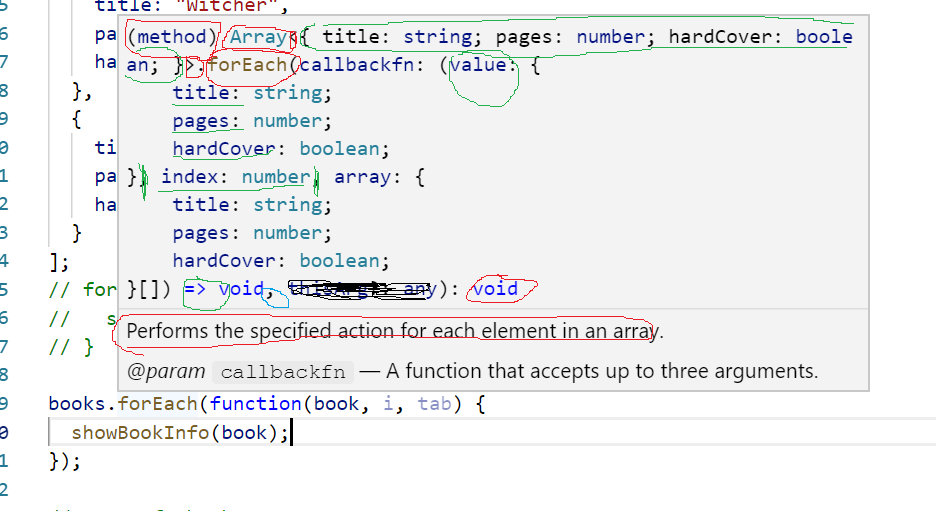 5 title: "Witcher",
6 pa (method) Array<{ title: string; pages: number; hardCover: boole
7 ha an; }>.forEach(callbackfn: (value: {
8 }, title: string;
9 { pages: number;
0 ti hardCover: boolean;
1 pa }, index: number, array: {
2 ha title: string;
3 } pages: number;
4 ]; hardCover: boolean;
5 // for }[]) => void, thisArg?: any): void
6 // s Performs the specified action for each element in an array.
7 // }
8 @param callbackfn — A function that accepts up to three arguments.
9 books.forEach(function(book, i, tab) {
0 showBookInfo(book);
1 });
2